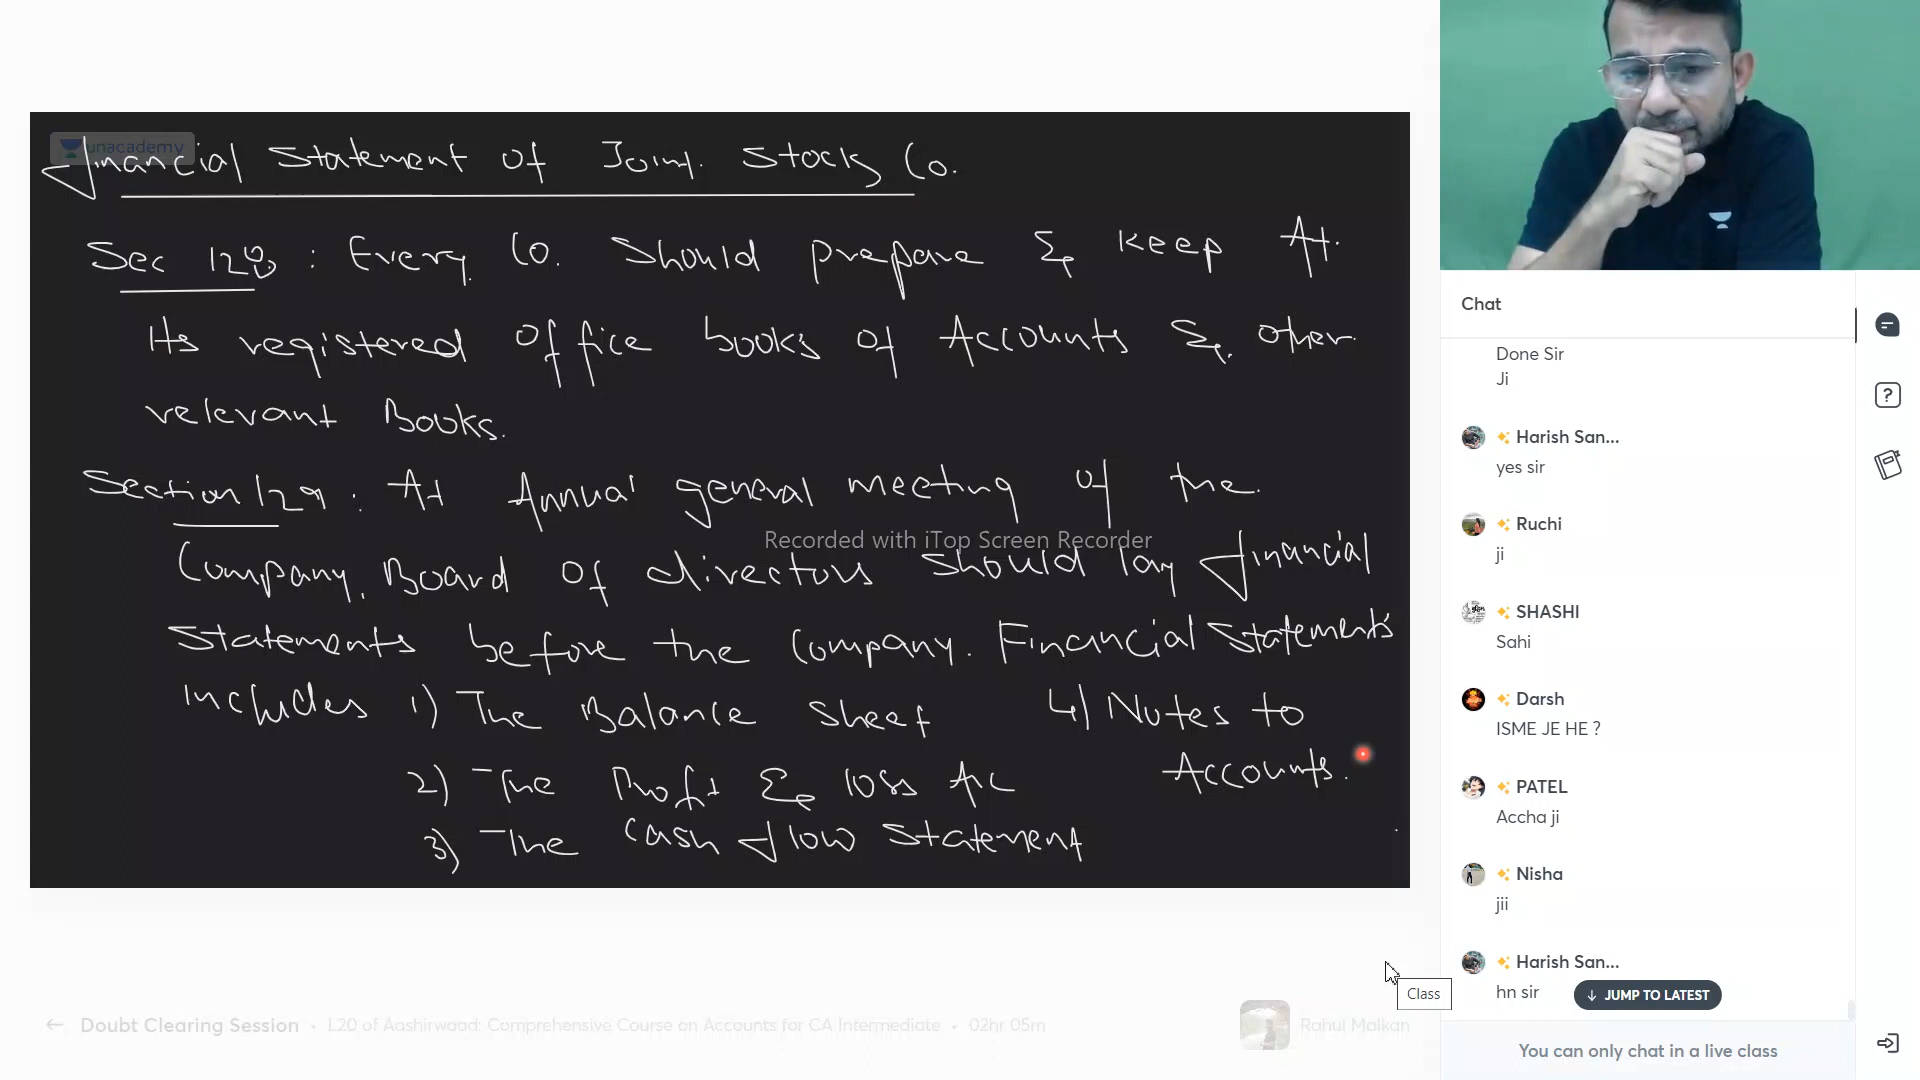 unacademy
Financial Statement of Joint Stock Co.
Sec 128 : Every Co. Should prepare & keep At
Its registered office books of Accounts & other
relevant Books.
Section 129 : At Annual general meeting of the
Company, Board of directors should lay financial
Statements before the Company. Financial Statements
includes 1) The Balance Sheet 4) Notes to
Accounts.
2) The Profit & loss A/c
3) The Cash flow Statement
Recorded with iTop Screen Recorder
Class
Doubt Clearing Session • L20 of Aashirwaad: Comprehensive Course on Accounts for CA Intermediate • 02hr 05m
Rahul Malkan
Chat
Done Sir
Ji
Harish San...
yes sir
Ruchi
ji
SHASHI
Sahi
Darsh
ISME JE HE ?
PATEL
Accha ji
Nisha
jii
Harish San...
hn sir
JUMP TO LATEST
You can only chat in a live class